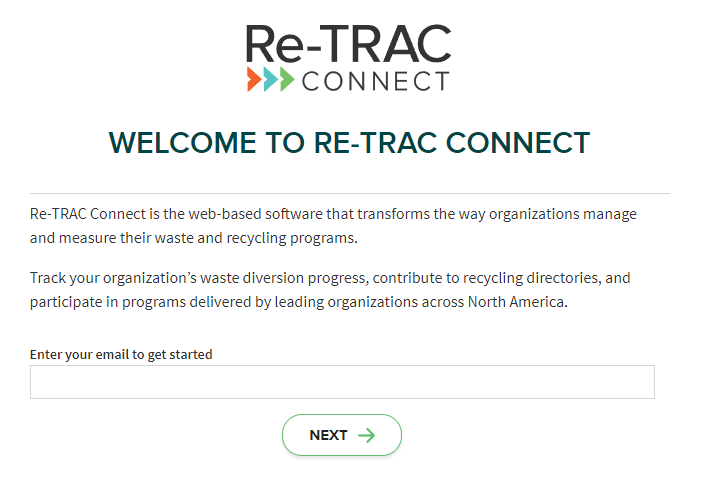 Re-TRAC
CONNECT
WELCOME TO RE-TRAC CONNECT
Re-TRAC Connect is the web-based software that transforms the way organizations manage
and measure their waste and recycling programs.
Track your organization’s waste diversion progress, contribute to recycling directories, and
participate in programs delivered by leading organizations across North America.
Enter your email to get started
NEXT